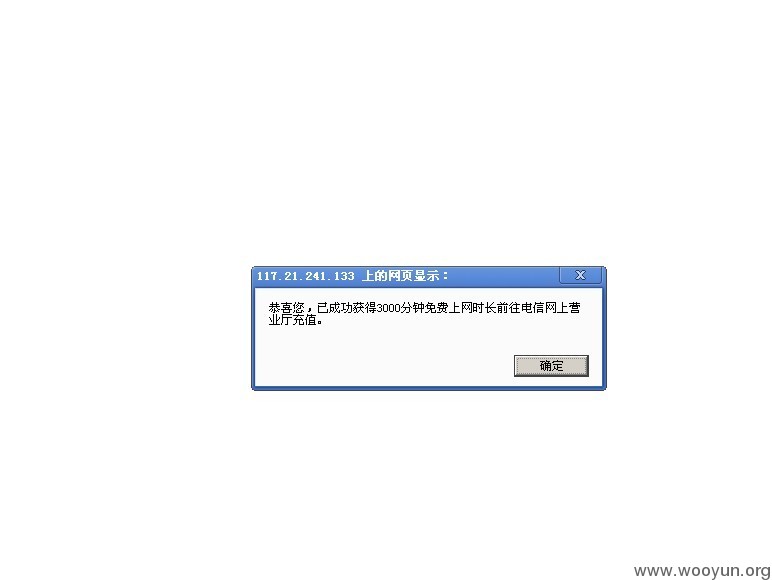 117.21.241.133 上的网页显示：
恭喜您，已成功获得3000分钟免费上网时长前往电信网上营
业厅充值。
确定
www.wooyun.org